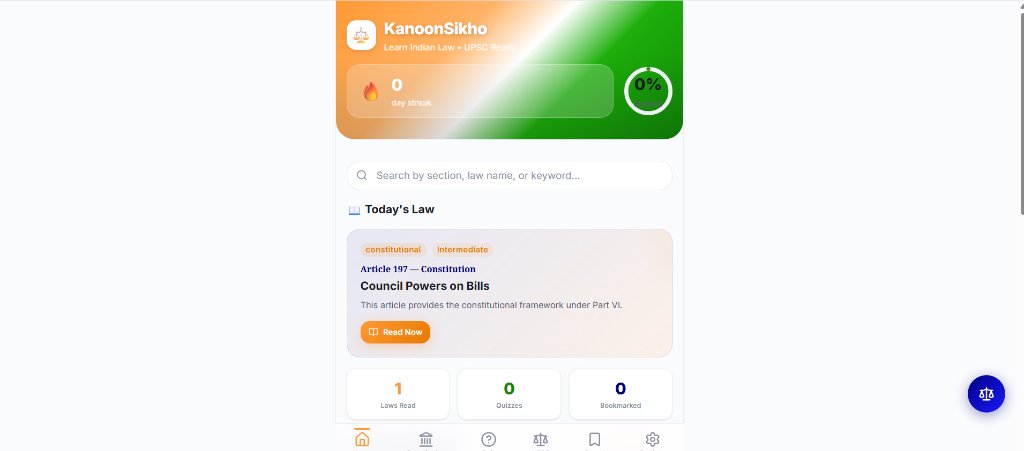 KanoonSikho
Learn Indian Law • UPSC Ready
0
day streak
0%
Search by section, law name, or keyword...
Today's Law
constitutional
Intermediate
Article 197 — Constitution
Council Powers on Bills
This article provides the constitutional framework under Part VI.
Read Now
1
Laws Read
0
Quizzes
0
Bookmarked